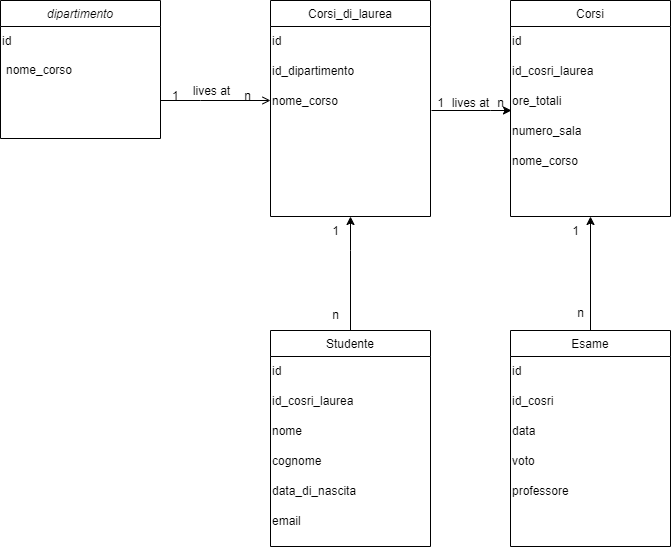 dipartimento
id
nome_corso
1
lives at
n
Corsi_di_laurea
id
id_dipartimento
nome_corso
1
lives at
n
Corsi
id
id_cosri_laurea
ore_totali
numero_sala
nome_corso
1
n
1
n
Studente
id
id_cosri_laurea
nome
cognome
data_di_nascita
email
Esame
id
id_cosri
data
voto
professore